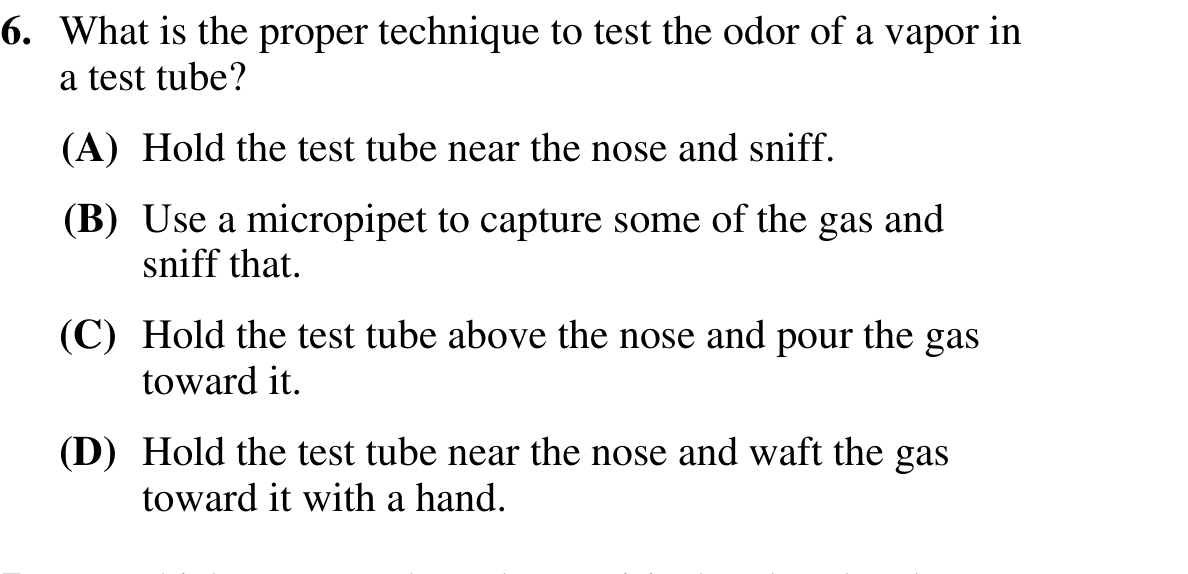 6. What is the proper technique to test the odor of a vapor in
a test tube?
(A) Hold the test tube near the nose and sniff.
(B) Use a micropipet to capture some of the gas and
sniff that.
(C) Hold the test tube above the nose and pour the gas
toward it.
(D) Hold the test tube near the nose and waft the gas
toward it with a hand.